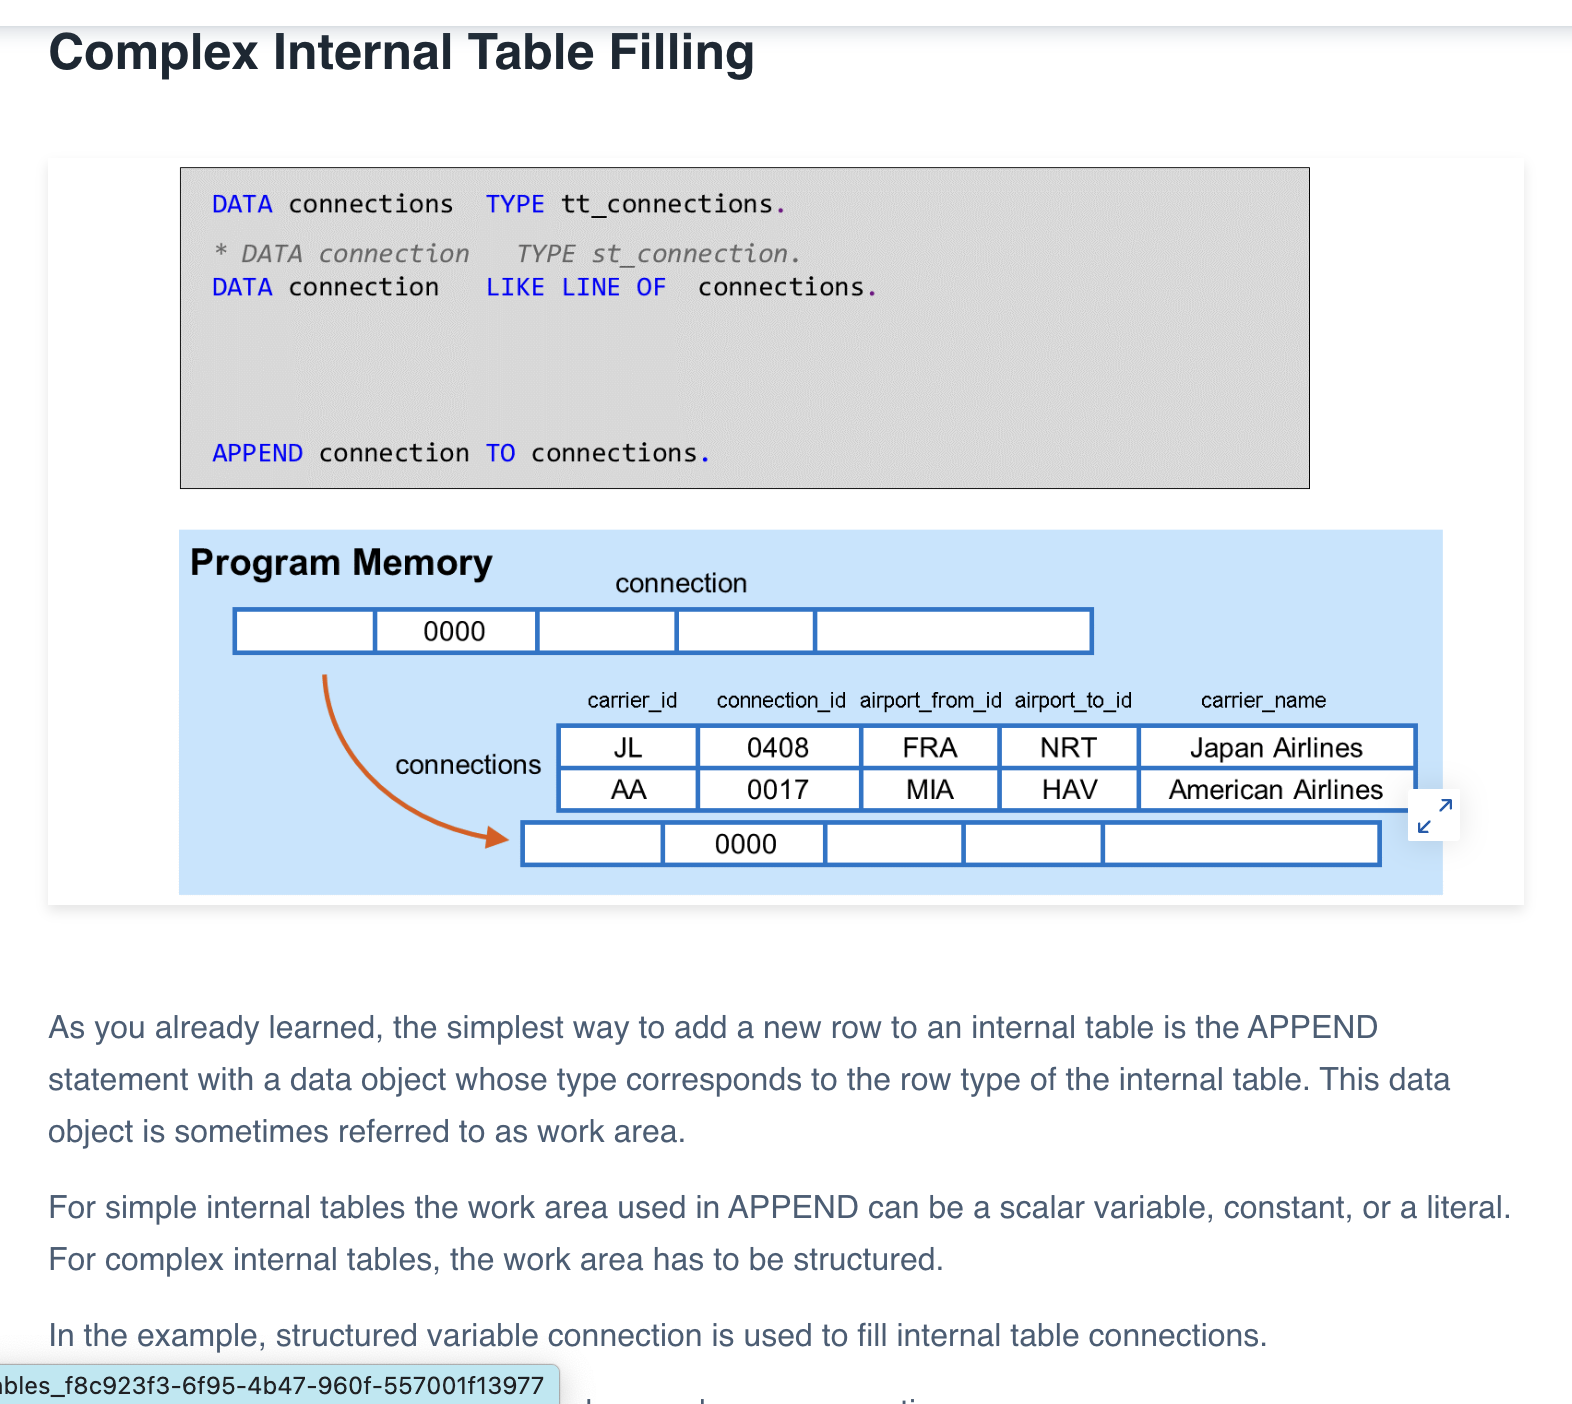 Complex Internal Table Filling
DATA connections TYPE tt_connections.
* DATA connection TYPE st_connection.
DATA connection LIKE LINE OF connections.
APPEND connection TO connections.
Program Memory
connection
0000
carrier_id connection_id airport_from_id airport_to_id carrier_name
connections
JL 0408 FRA NRT Japan Airlines
AA 0017 MIA HAV American Airlines
0000
As you already learned, the simplest way to add a new row to an internal table is the APPEND
statement with a data object whose type corresponds to the row type of the internal table. This data
object is sometimes referred to as work area.
For simple internal tables the work area used in APPEND can be a scalar variable, constant, or a literal.
For complex internal tables, the work area has to be structured.
In the example, structured variable connection is used to fill internal table connections.
bles_f8c923f3-6f95-4b47-960f-557001f13977